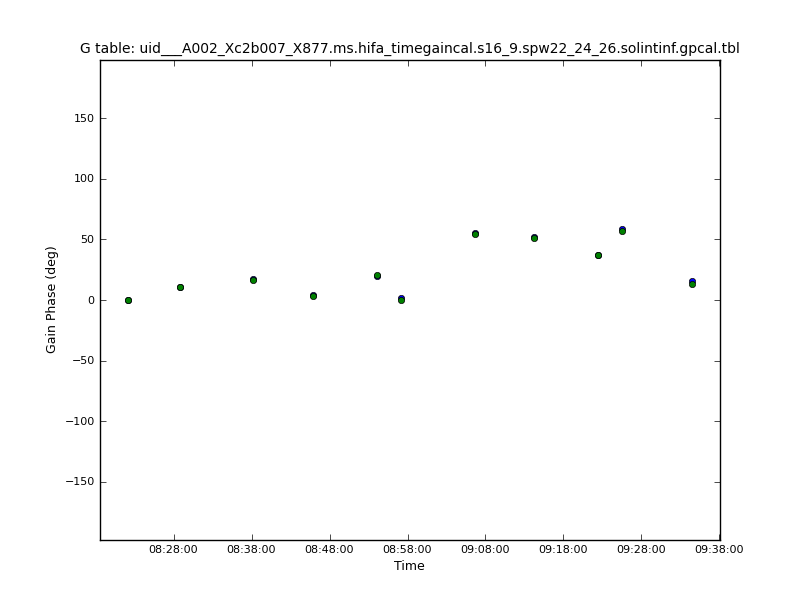 G table: uid___A002_Xc2b007_X877.ms.hifa_timegaincal.s16_9.spw22_24_26.solintinf.gpcal.tbl
150
100
50
0
−50
−100
−150
Gain Phase (deg)
08:28:00 08:38:00 08:48:00 08:58:00 09:08:00 09:18:00 09:28:00 09:38:00
Time